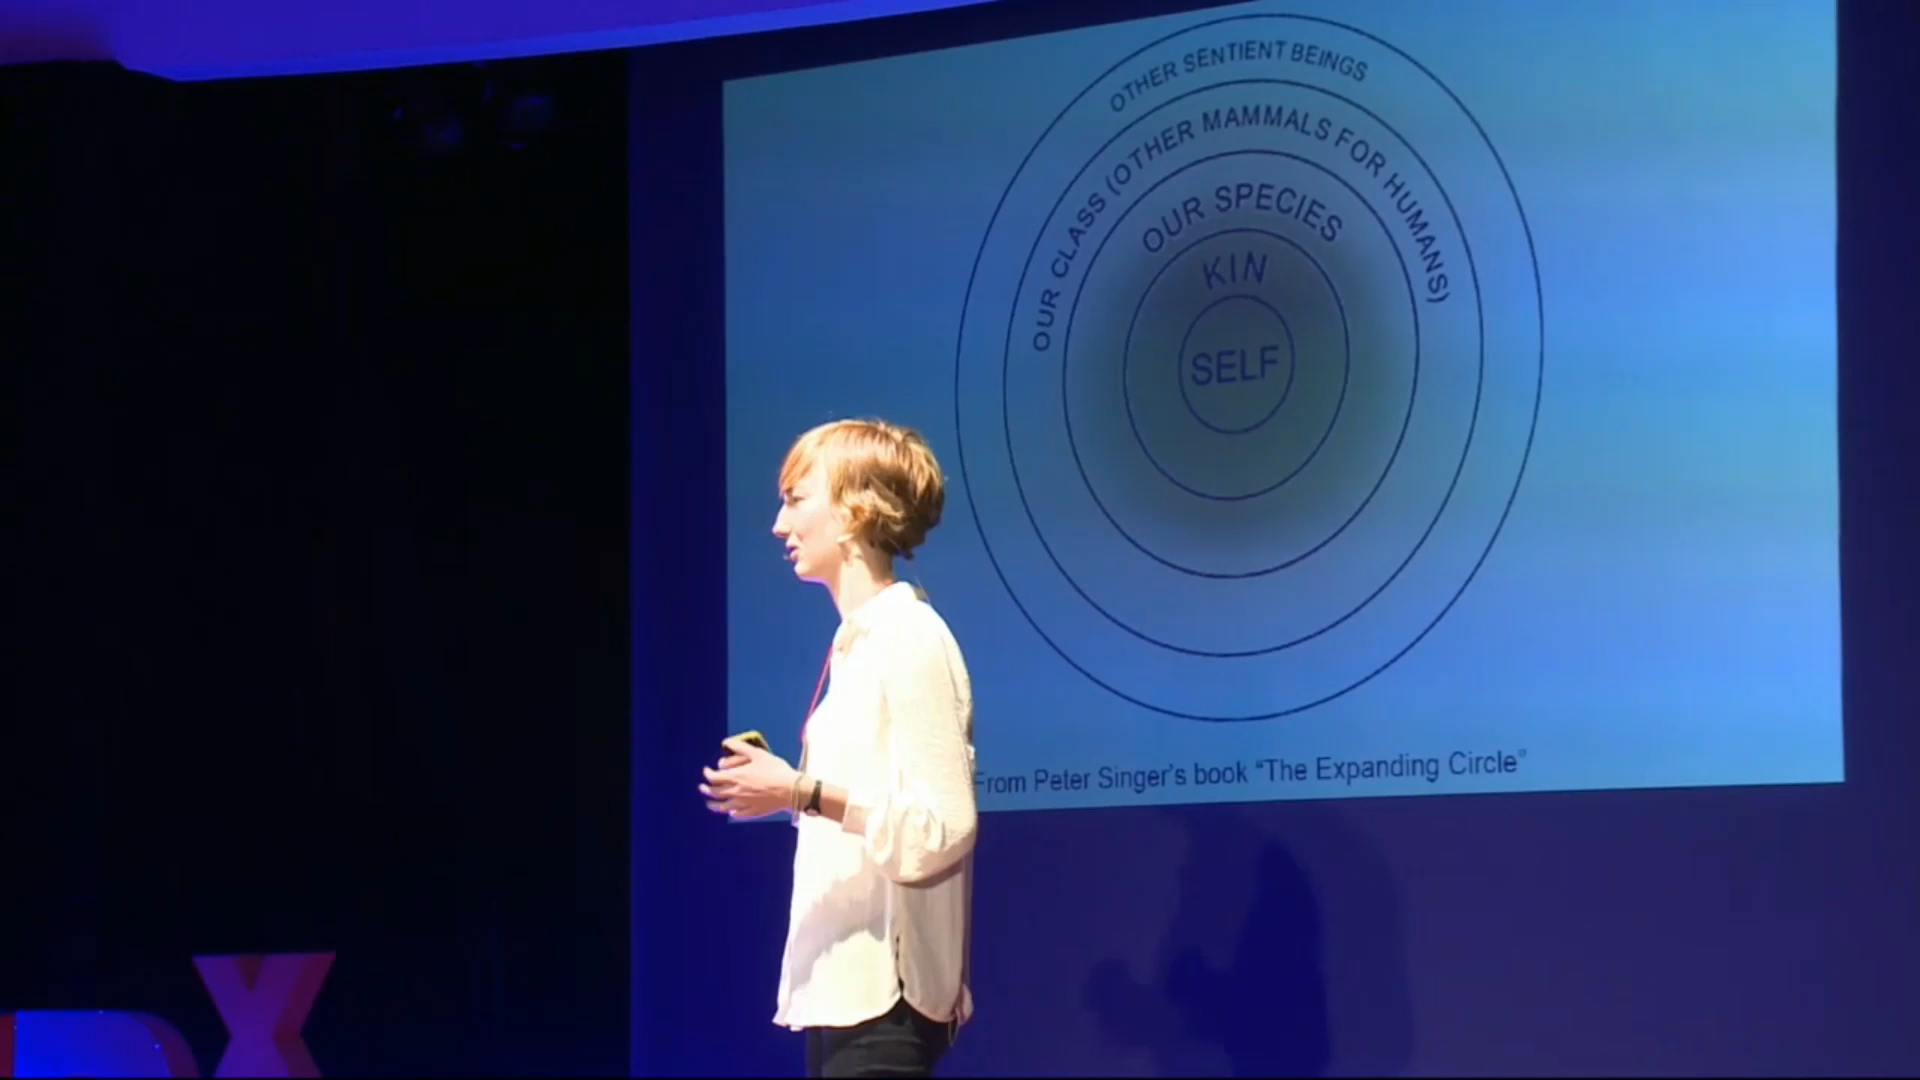 OTHER SENTIENT BEINGS
OUR CLASS (OTHER MAMMALS FOR HUMANS)
OUR SPECIES
KIN
SELF
From Peter Singer's book “The Expanding Circle”
DX